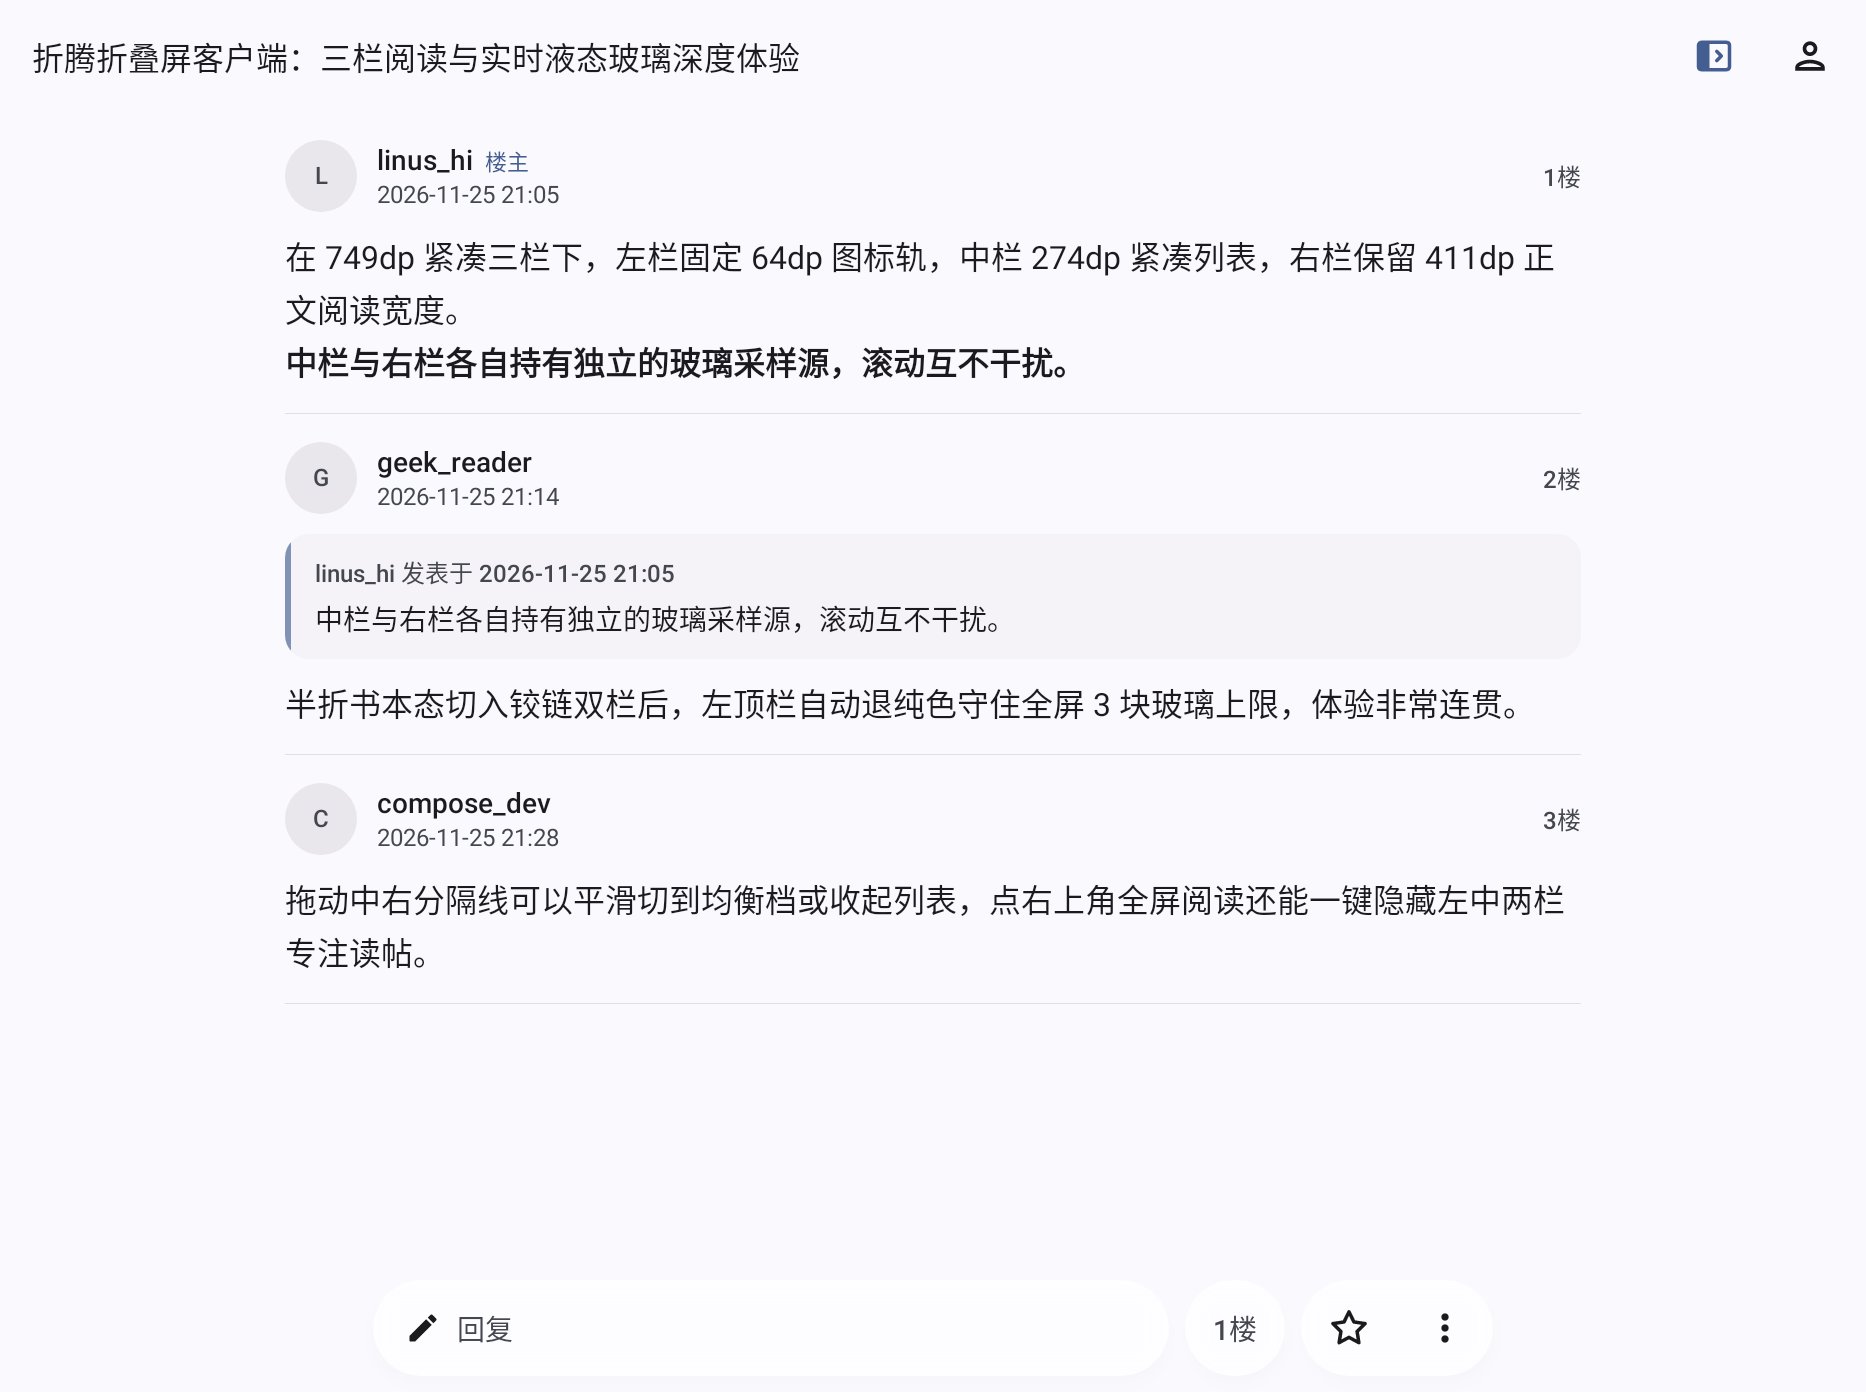 折腾折叠屏客户端：三栏阅读与实时液态玻璃深度体验
L
linus_hi 楼主
2026-11-25 21:05
1楼
在 749dp 紧凑三栏下，左栏固定 64dp 图标轨，中栏 274dp 紧凑列表，右栏保留 411dp 正
文阅读宽度。
中栏与右栏各自持有独立的玻璃采样源，滚动互不干扰。
G
geek_reader
2026-11-25 21:14
2楼
linus_hi 发表于 2026-11-25 21:05
中栏与右栏各自持有独立的玻璃采样源，滚动互不干扰。
半折书本态切入铰链双栏后，左顶栏自动退纯色守住全屏 3 块玻璃上限，体验非常连贯。
C
compose_dev
2026-11-25 21:28
3楼
拖动中右分隔线可以平滑切到均衡档或收起列表，点右上角全屏阅读还能一键隐藏左中两栏
专注读帖。
回复
1楼